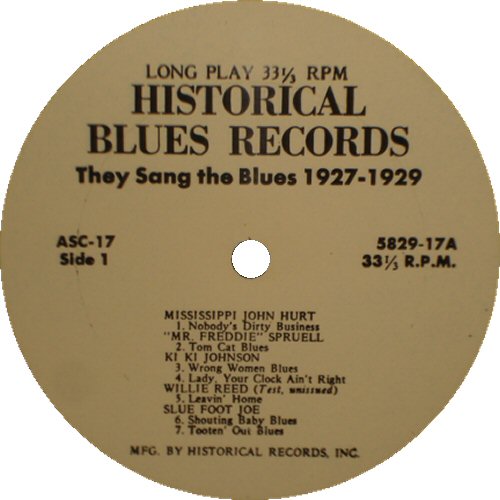 LONG PLAY 33⅓ RPM
HISTORICAL
BLUES RECORDS
They Sang the Blues 1927-1929
ASC-17 5829-17A
Side 1 33⅓ R.P.M.
MISSISSIPPI JOHN HURT
1. Nobody's Dirty Business
"MR. FREDDIE" SPRUELL
2. Tom Cat Blues
KI KI JOHNSON
3. Wrong Women Blues
4. Lady, Your Clock Ain't Right
WILLIE REED (Test, unissued)
5. Leavin' Home
SLUE FOOT JOE
6. Shouting Baby Blues
7. Tooten' Out Blues
MFG. BY HISTORICAL RECORDS, INC.